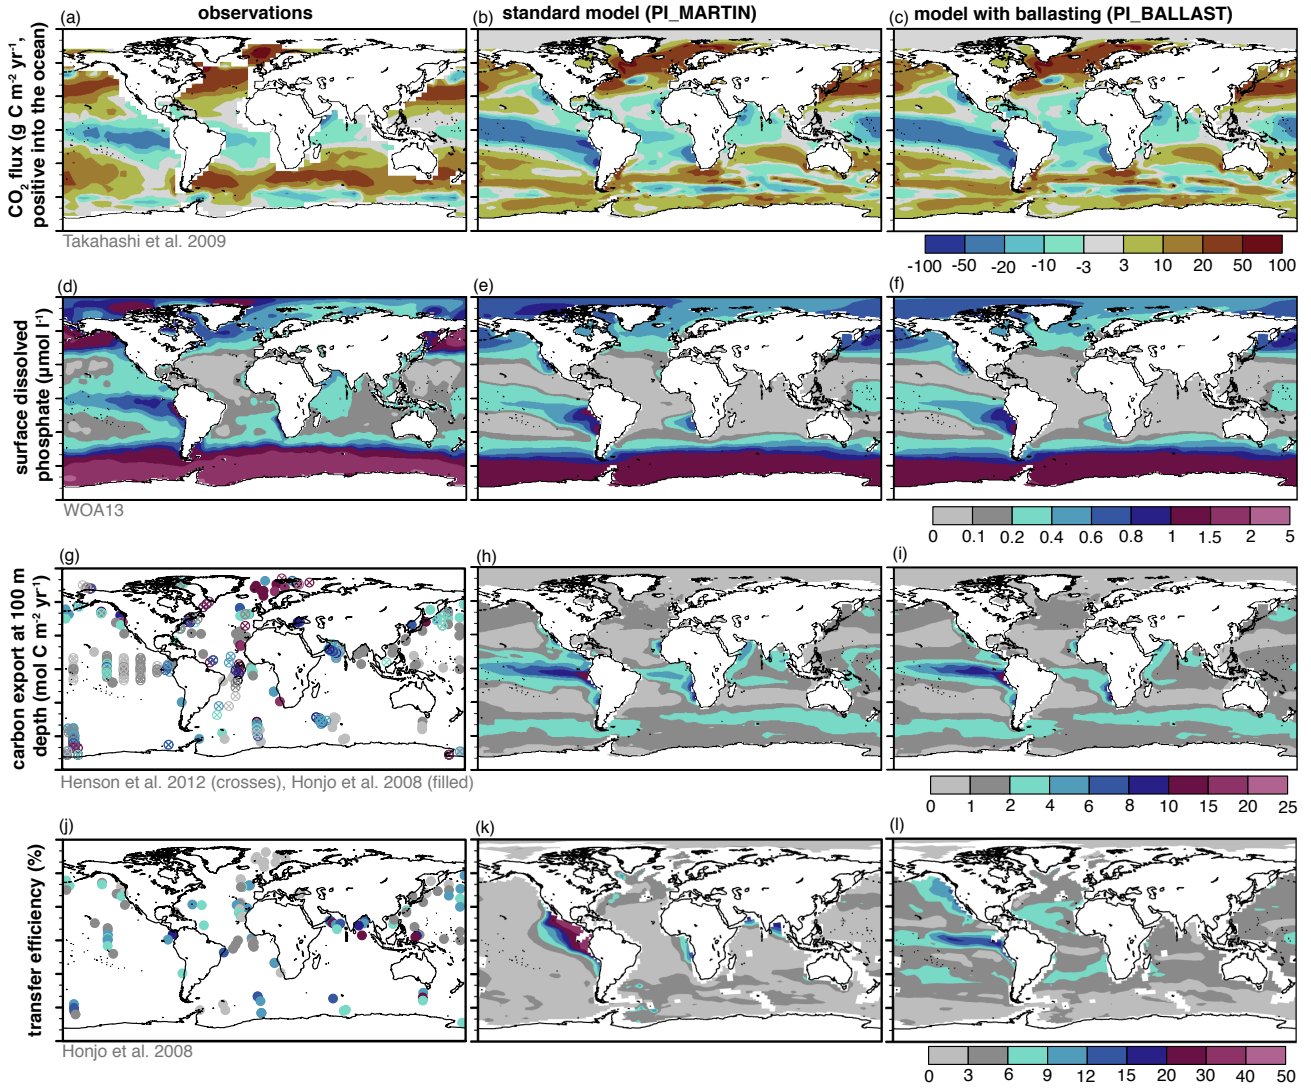 observations
standard model (PI_MARTIN)
model with ballasting (PI_BALLAST)
(a)
(b)
(c)
CO2 flux (g C m⁻² yr⁻¹,
positive into the ocean)
Takahashi et al. 2009
-100 -50 -20 -10 -3 3 10 20 50 100
(d)
(e)
(f)
surface dissolved
phosphate (µmol l⁻¹)
WOA13
0 0.1 0.2 0.4 0.6 0.8 1 1.5 2 5
(g)
(h)
(i)
carbon export at 100 m
depth (mol C m⁻² yr⁻¹)
Henson et al. 2012 (crosses), Honjo et al. 2008 (filled)
0 1 2 4 6 8 10 15 20 25
(j)
(k)
(l)
transfer efficiency (%)
Honjo et al. 2008
0 3 6 9 12 15 20 30 40 50